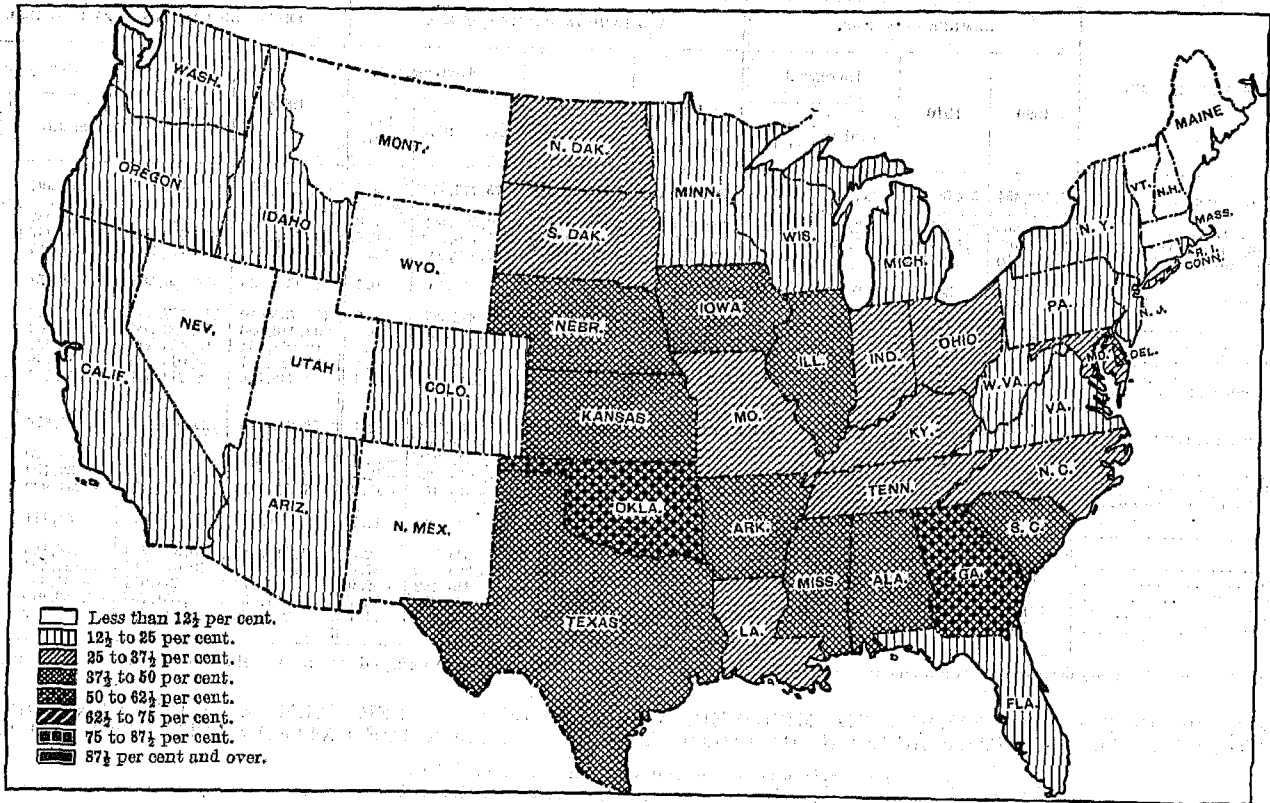 WASH.
MONT.
N. DAK.
MINN.
MAINE
OREGON
IDAHO
WYO.
S. DAK.
WIS.
MICH.
N. Y.
VT.
N.H.
MASS.
R. I.
CONN.
NEV.
UTAH
COLO.
NEBR.
IOWA
ILL.
IND.
OHIO
PA.
N. J.
CALIF.
KANSAS
MO.
KY.
W. VA.
VA.
MD.
DEL.
ARIZ.
N. MEX.
OKLA.
ARK.
TENN.
N. C.
S. C.
TEXAS
LA.
MISS.
ALA.
GA.
FLA.
Less than 12½ per cent.
12½ to 25 per cent.
25 to 37½ per cent.
37½ to 50 per cent.
50 to 62½ per cent.
62½ to 75 per cent.
75 to 87½ per cent.
87½ per cent and over.